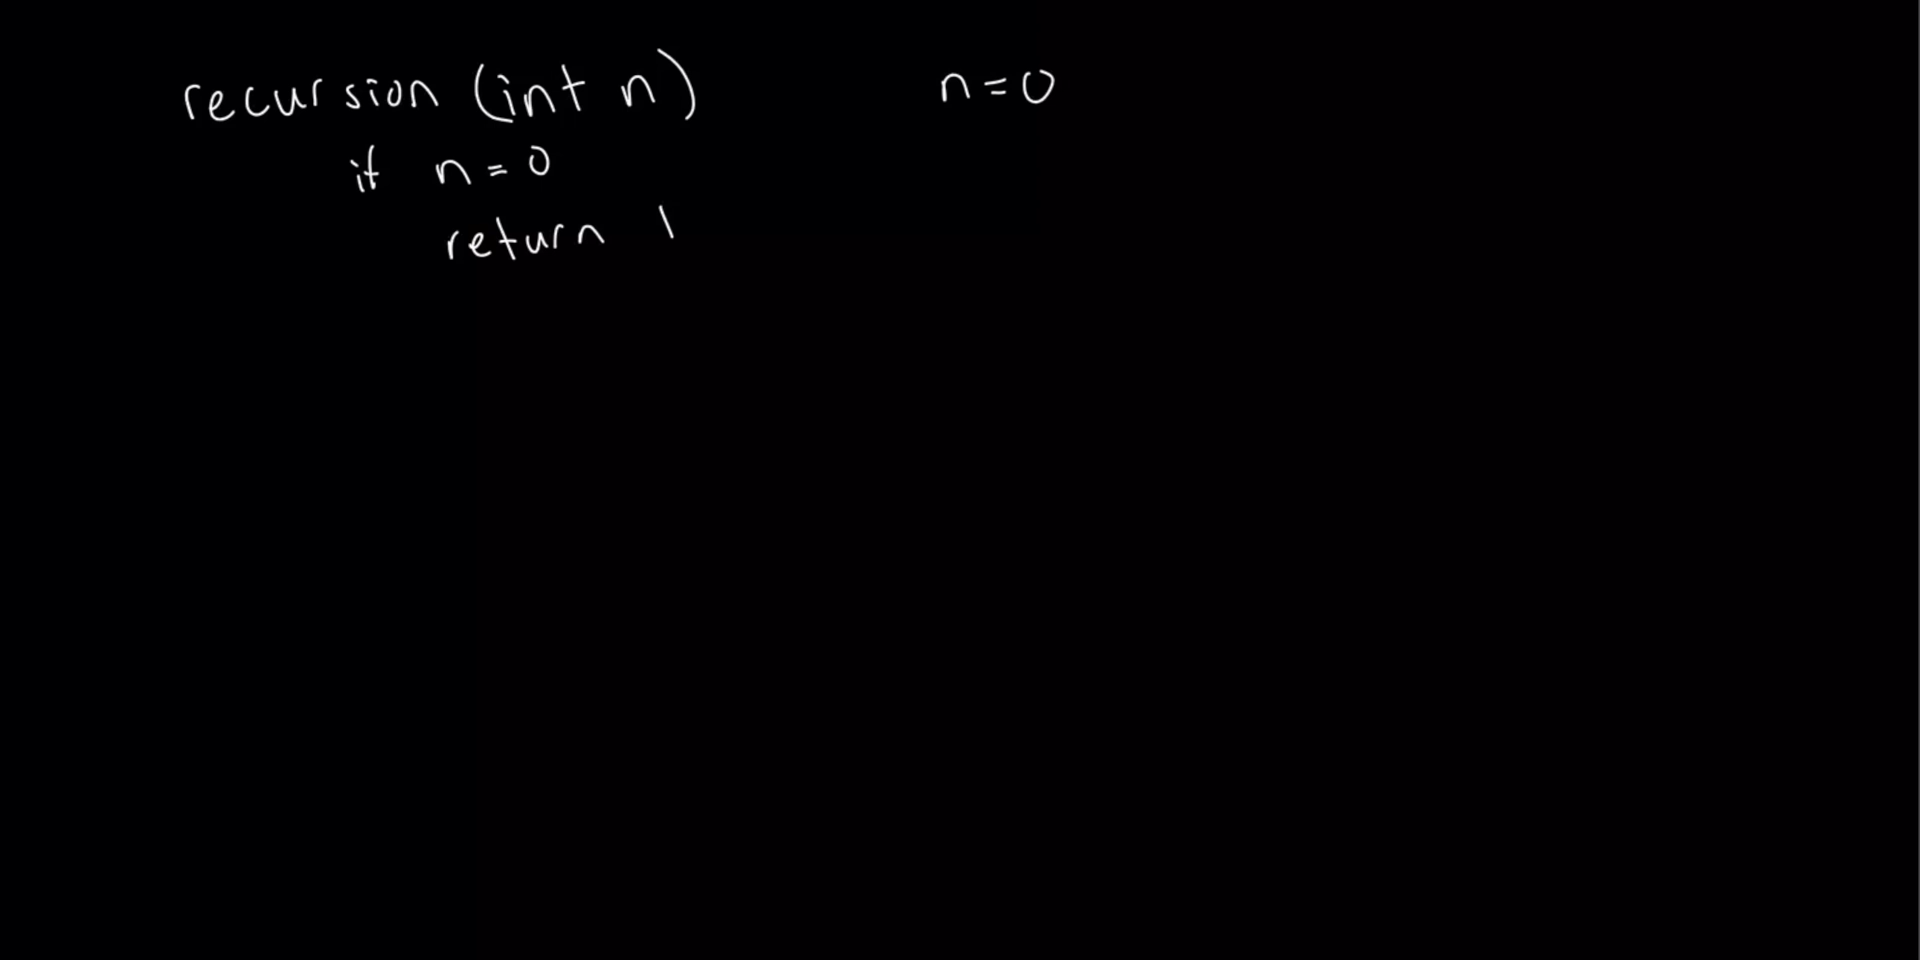 recursion (int n)
n=0
if n=0
return 1